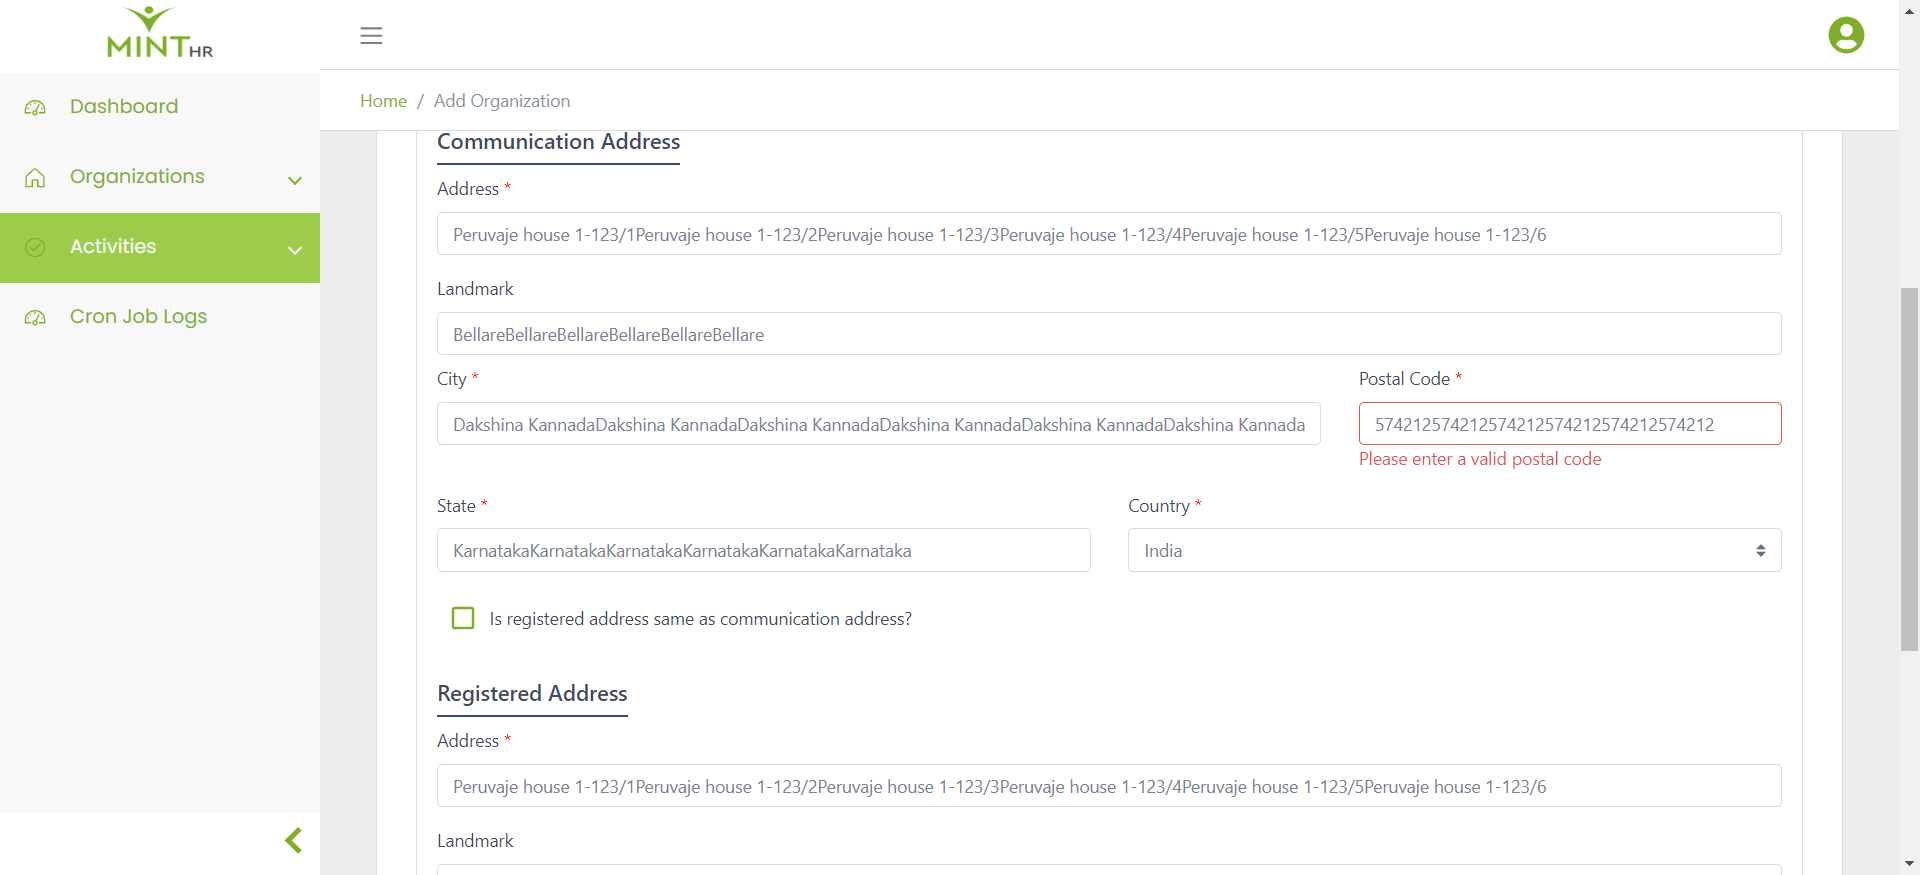 MINT HR
Dashboard
Organizations
Activities
Cron Job Logs
Home / Add Organization
Communication Address
Address *
Peruvaje house 1-123/1Peruvaje house 1-123/2Peruvaje house 1-123/3Peruvaje house 1-123/4Peruvaje house 1-123/5Peruvaje house 1-123/6
Landmark
BellareBellareBellareBellareBellareBellare
City *
Postal Code *
Dakshina KannadaDakshina KannadaDakshina KannadaDakshina KannadaDakshina KannadaDakshina Kannada
574212574212574212574212574212574212
Please enter a valid postal code
State *
Country *
KarnatakaKarnatakaKarnatakaKarnatakaKarnatakaKarnataka
India
Is registered address same as communication address?
Registered Address
Address *
Peruvaje house 1-123/1Peruvaje house 1-123/2Peruvaje house 1-123/3Peruvaje house 1-123/4Peruvaje house 1-123/5Peruvaje house 1-123/6
Landmark